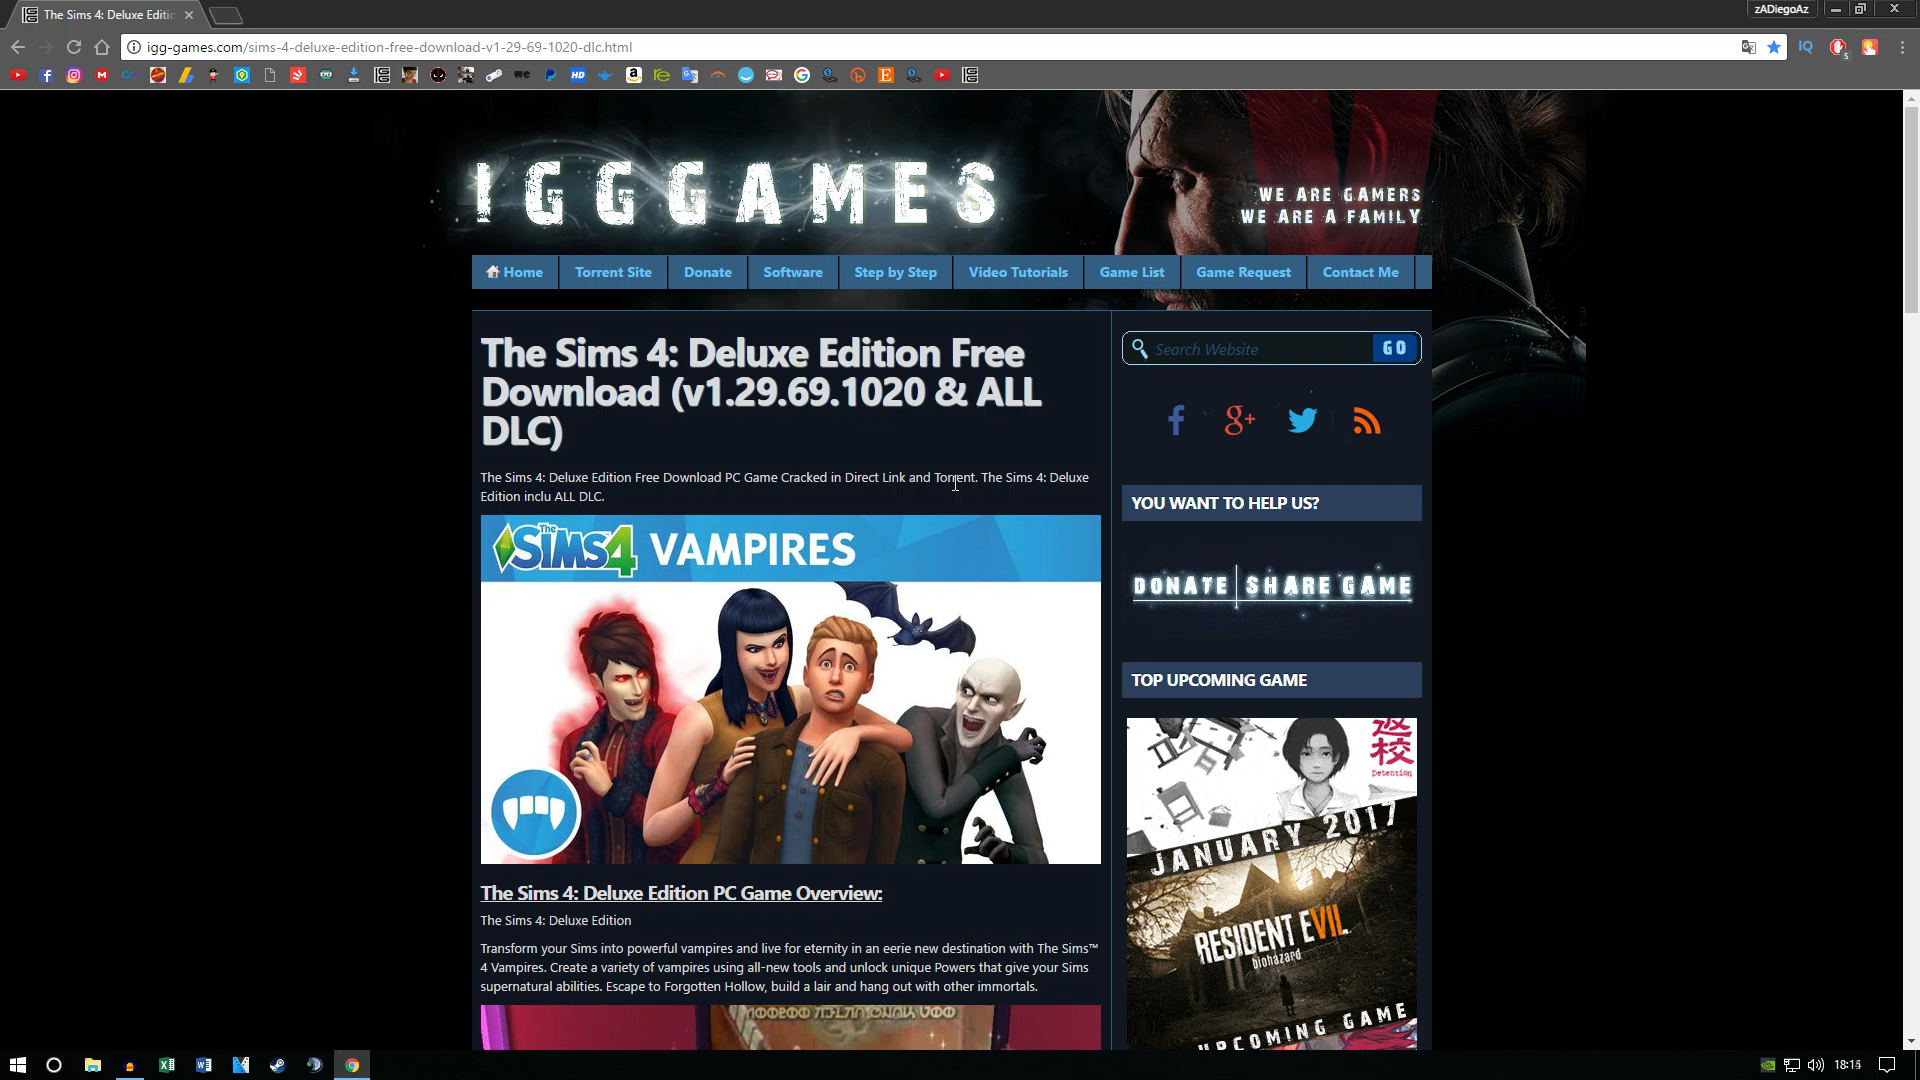 The Sims 4: Deluxe Editic
zADiegoAz
igg-games.com/sims-4-deluxe-edition-free-download-v1-29-69-1020-dlc.html
IGGGAMES
WE ARE GAMERS
WE ARE A FAMILY
Home Torrent Site Donate Software Step by Step Video Tutorials Game List Game Request Contact Me
The Sims 4: Deluxe Edition Free
Download (v1.29.69.1020 & ALL
DLC)
The Sims 4: Deluxe Edition Free Download PC Game Cracked in Direct Link and Torrent. The Sims 4: Deluxe
Edition inclu ALL DLC.
The SIMS 4 VAMPIRES
The Sims 4: Deluxe Edition PC Game Overview:
The Sims 4: Deluxe Edition
Transform your Sims into powerful vampires and live for eternity in an eerie new destination with The Sims™
4 Vampires. Create a variety of vampires using all-new tools and unlock unique Powers that give your Sims
supernatural abilities. Escape to Forgotten Hollow, build a lair and hang out with other immortals.
Search Website GO
YOU WANT TO HELP US?
DONATE SHARE GAME
TOP UPCOMING GAME
返校
Detention
JANUARY 2017
RESIDENT EVIL
biohazard
UPCOMING GAME